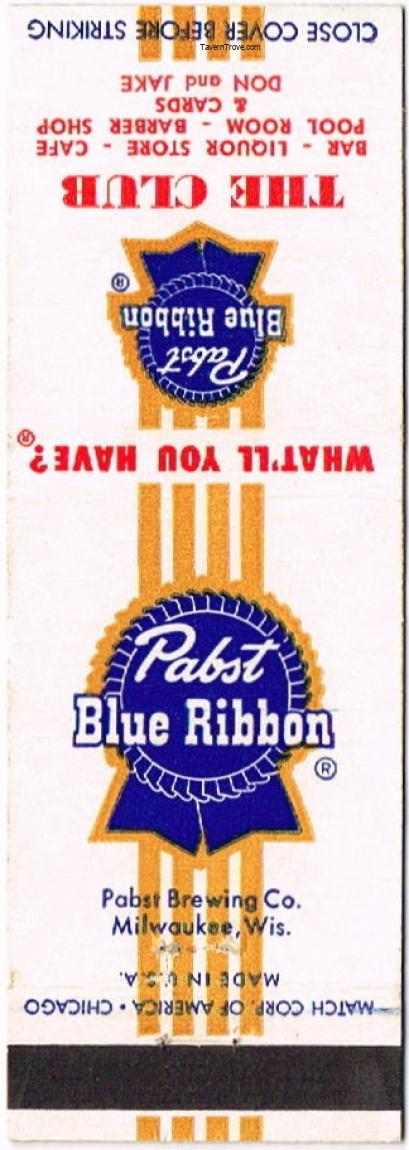 CLOSE COVER BEFORE STRIKING
TavernTrove.com
DON and JAKE
& CARDS
POOL ROOM - BARBER SHOP
BAR - LIQUOR STORE - CAFE
THE CLUB
®
Blue Ribbon
Pabst
WHAT'LL YOU HAVE?®
Pabst
Blue Ribbon
®
Pabst Brewing Co.
Milwaukee, Wis.
MADE IN U.S.A.
MATCH CORP. OF AMERICA • CHICAGO